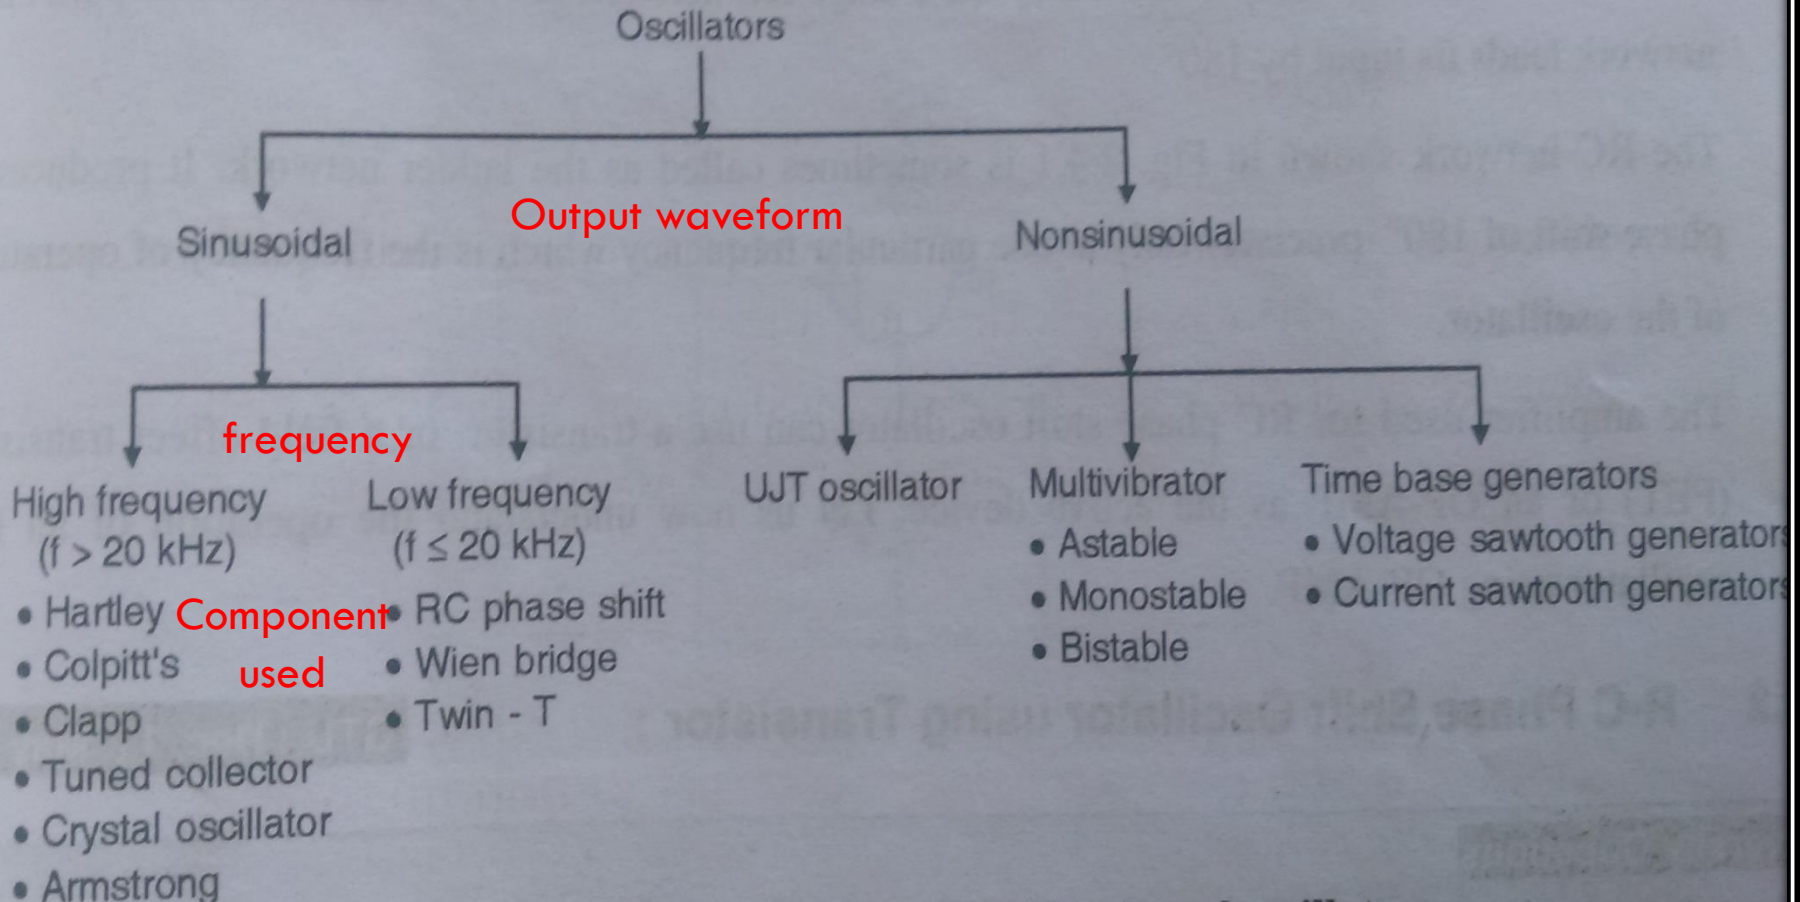 Oscillators
Output waveform
Sinusoidal
Nonsinusoidal
frequency
High frequency
(f > 20 kHz)
• Hartley
• Colpitt's
• Clapp
• Tuned collector
• Crystal oscillator
• Armstrong
Component
used
Low frequency
(f ≤ 20 kHz)
• RC phase shift
• Wien bridge
• Twin - T
UJT oscillator
Multivibrator
• Astable
• Monostable
• Bistable
Time base generators
• Voltage sawtooth generators
• Current sawtooth generators